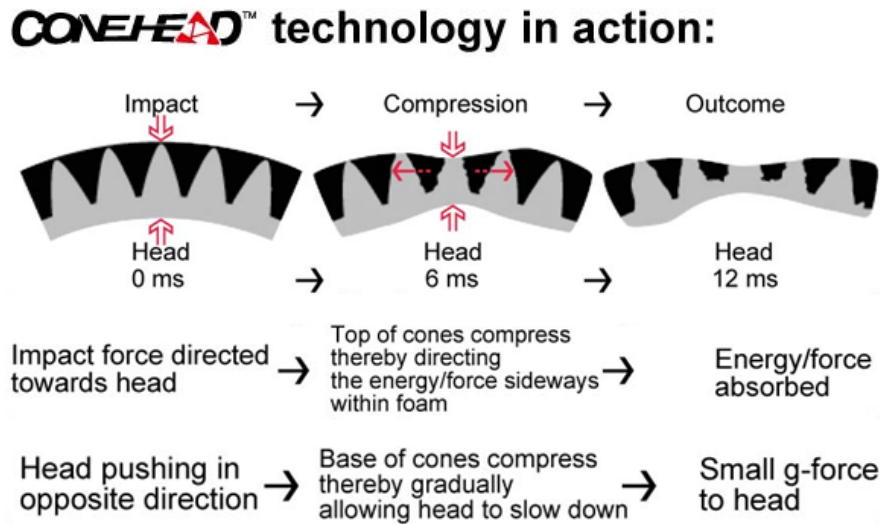 CONEHEAD™ technology in action:
Impact → Compression → Outcome
Head Head Head
0 ms → 6 ms → 12 ms
Impact force directed
towards head
→
Top of cones compress
thereby directing
the energy/force sideways
within foam
→
Energy/force
absorbed
Head pushing in
opposite direction
→
Base of cones compress
thereby gradually
allowing head to slow down
→
Small g-force
to head